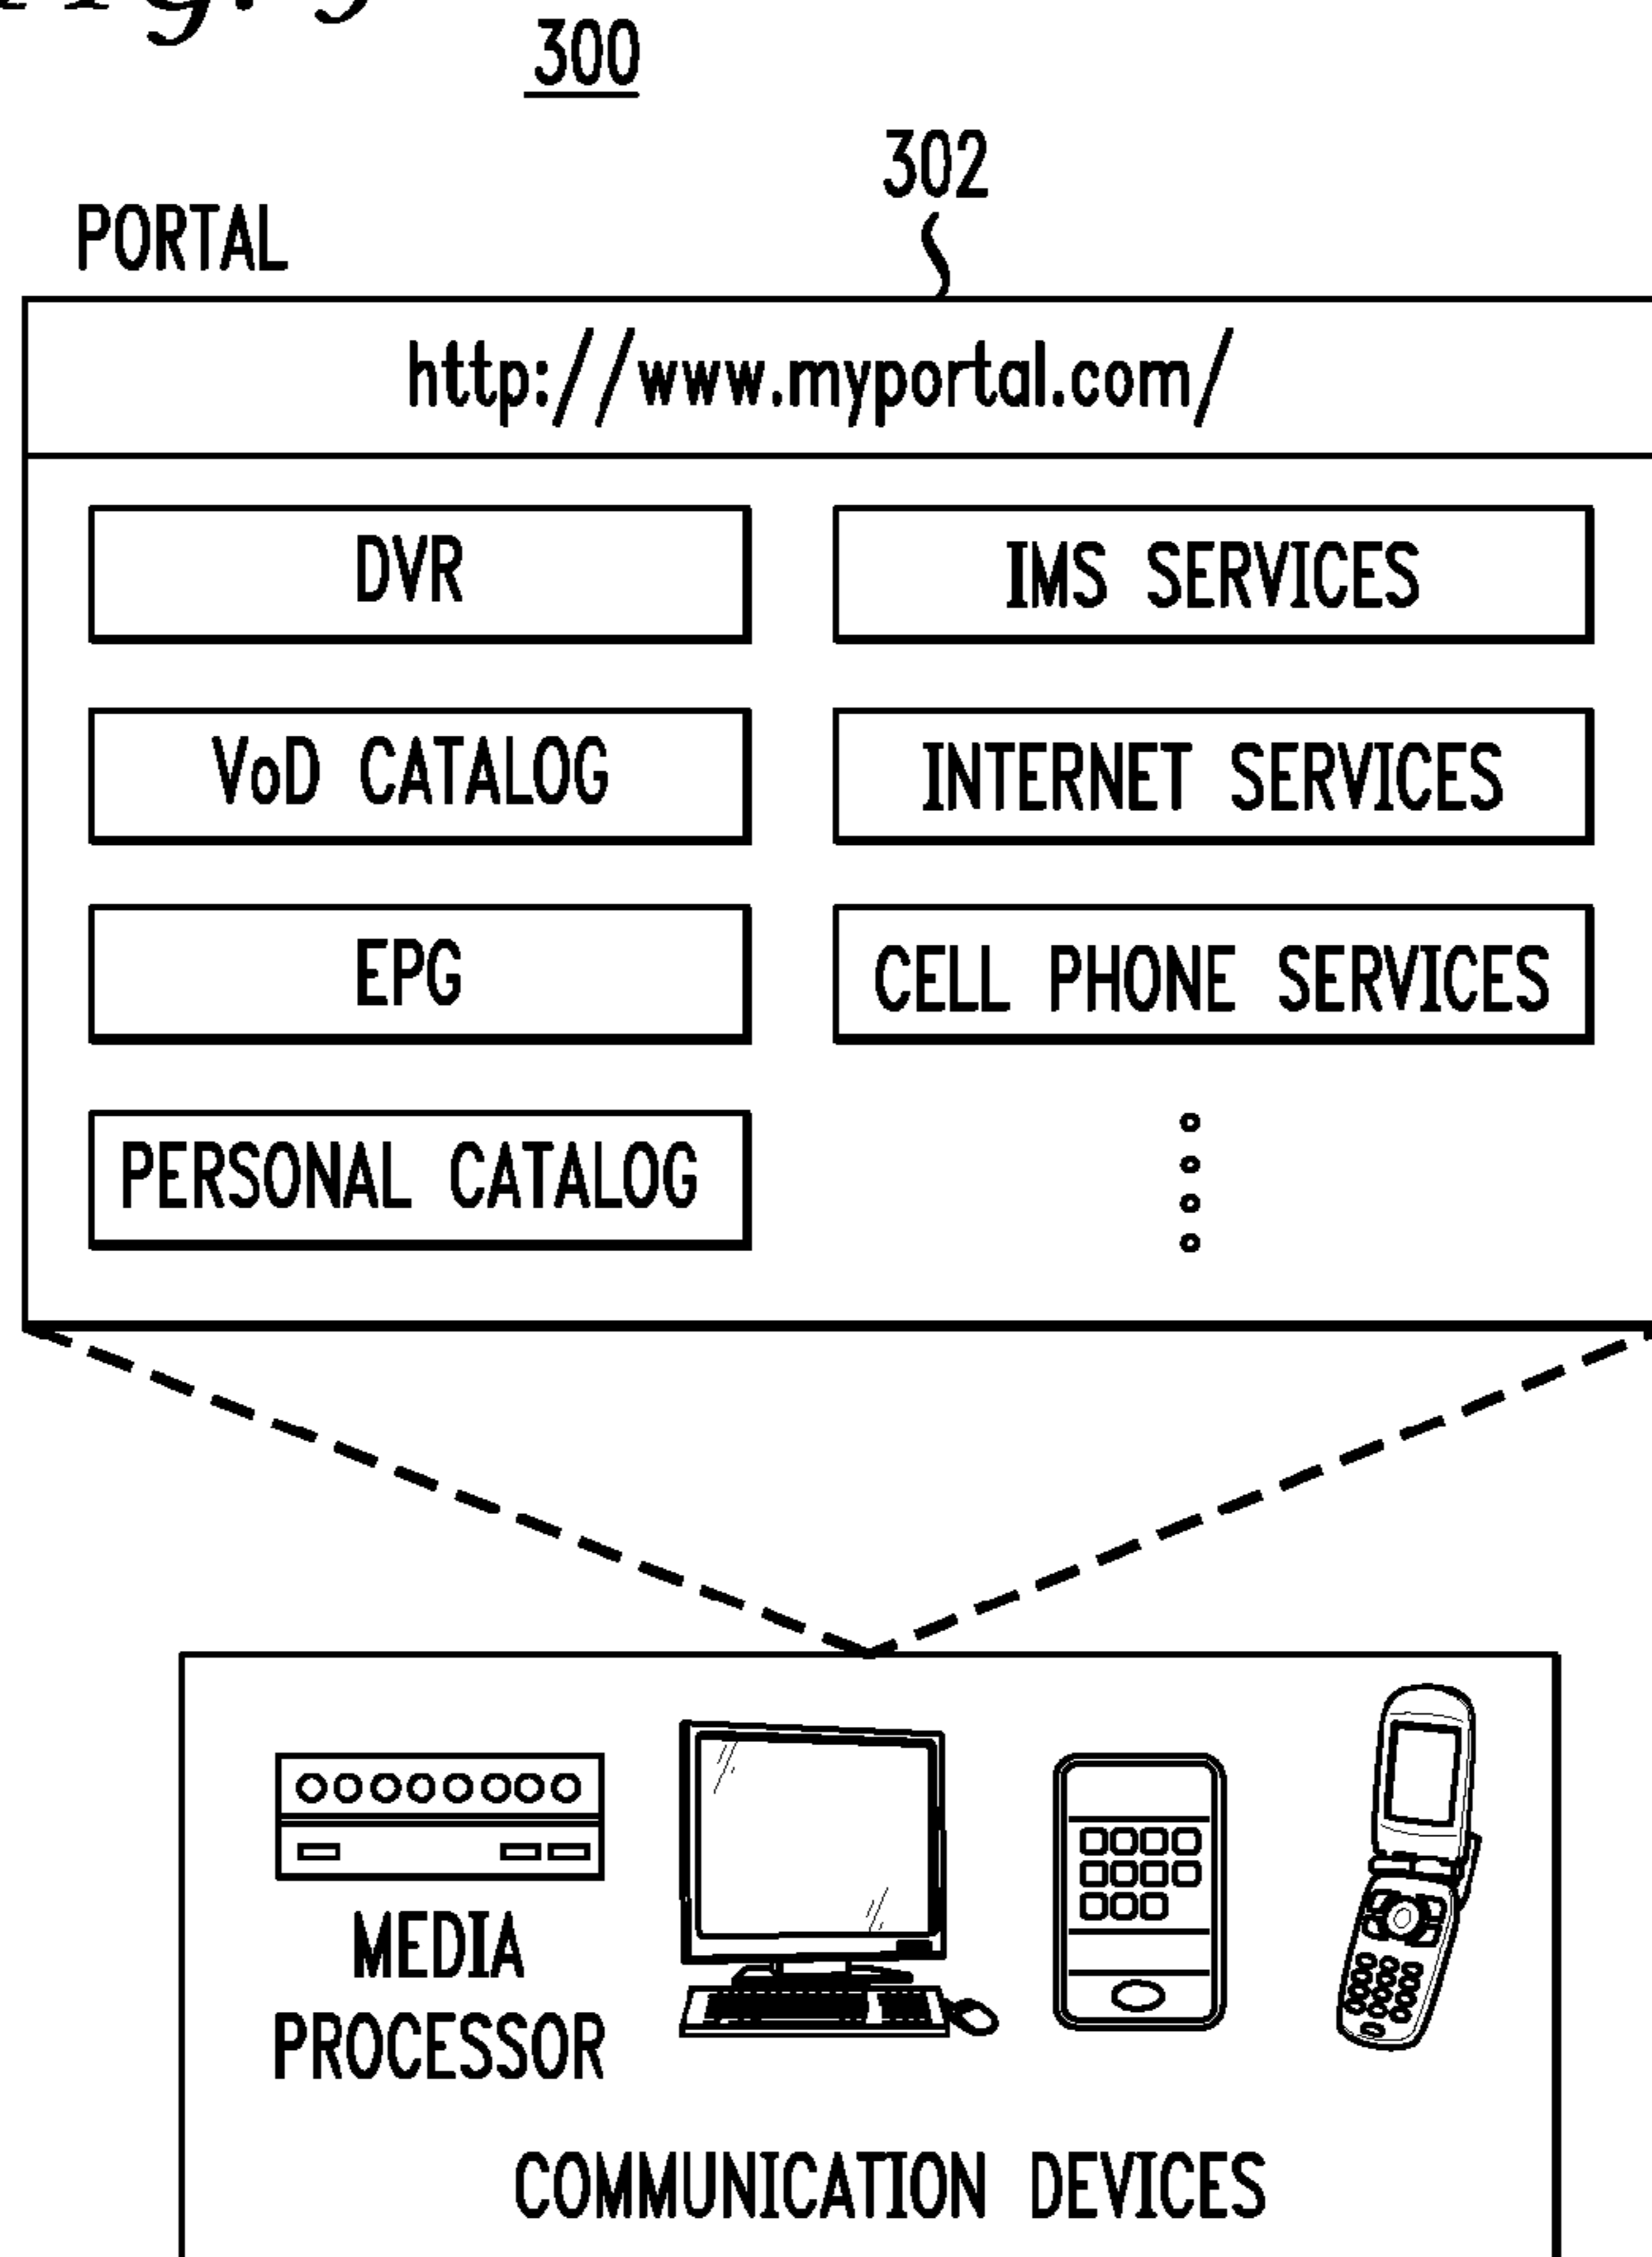 300
302
PORTAL
http://www.myportal.com/
DVR
IMS SERVICES
VoD CATALOG
INTERNET SERVICES
EPG
CELL PHONE SERVICES
PERSONAL CATALOG
MEDIA
PROCESSOR
COMMUNICATION DEVICES